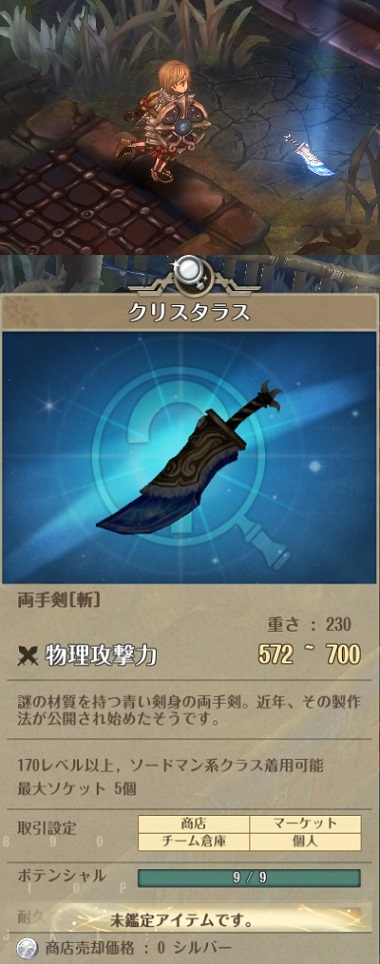 クリスタラス
両手剣[斬]
重さ : 230
物理攻撃力 572 ~ 700
謎の材質を持つ青い剣身の両手剣。近年、その製作
法が公開され始めたそうです。
170レベル以上, ソードマン系クラス着用可能
最大ソケット 5個
取引設定 商店 マーケット
チーム倉庫 個人
ポテンシャル 9 / 9
耐久 未鑑定アイテムです。
商店売却価格 : 0 シルバー